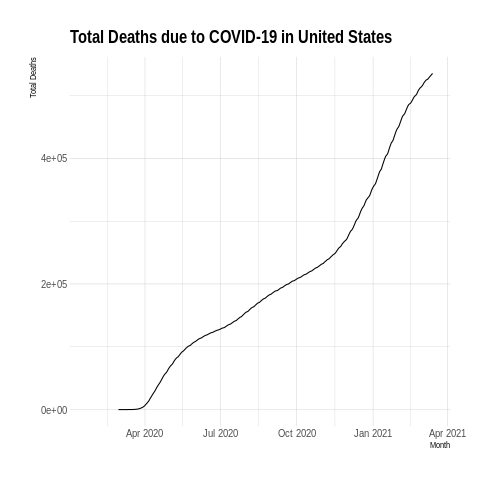 Total Deaths due to COVID-19 in United States
Total Deaths
4e+05
2e+05
0e+00
Apr 2020 Jul 2020 Oct 2020 Jan 2021 Apr 2021
Month